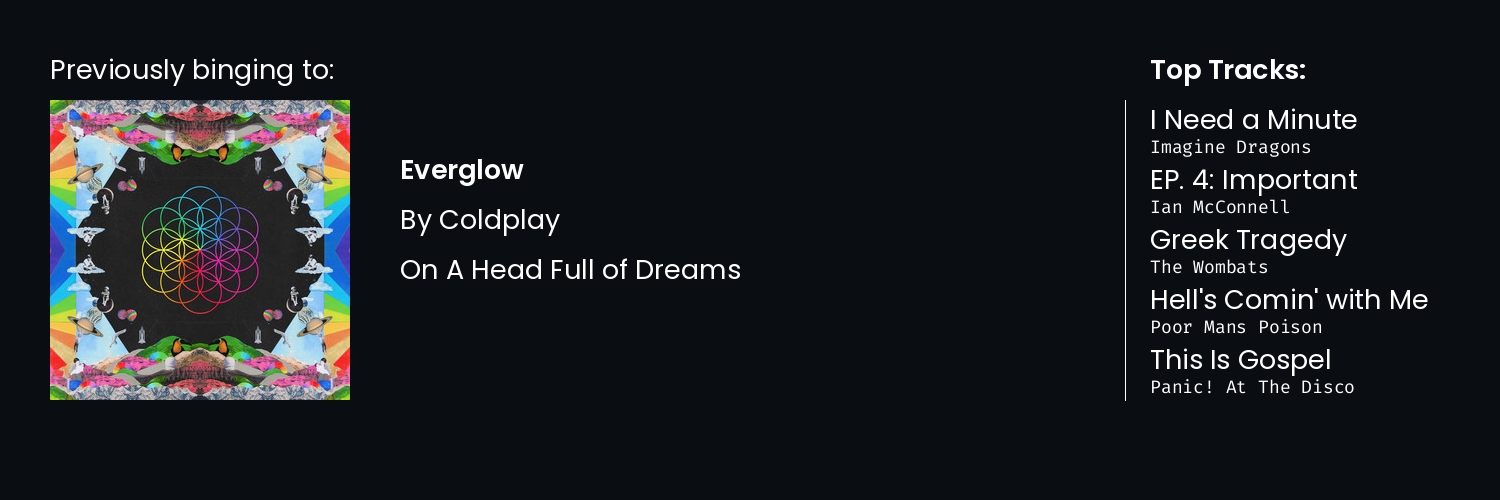 Previously binging to:
Everglow
By Coldplay
On A Head Full of Dreams
Top Tracks:
I Need a Minute
Imagine Dragons
EP. 4: Important
Ian McConnell
Greek Tragedy
The Wombats
Hell's Comin' with Me
Poor Mans Poison
This Is Gospel
Panic! At The Disco